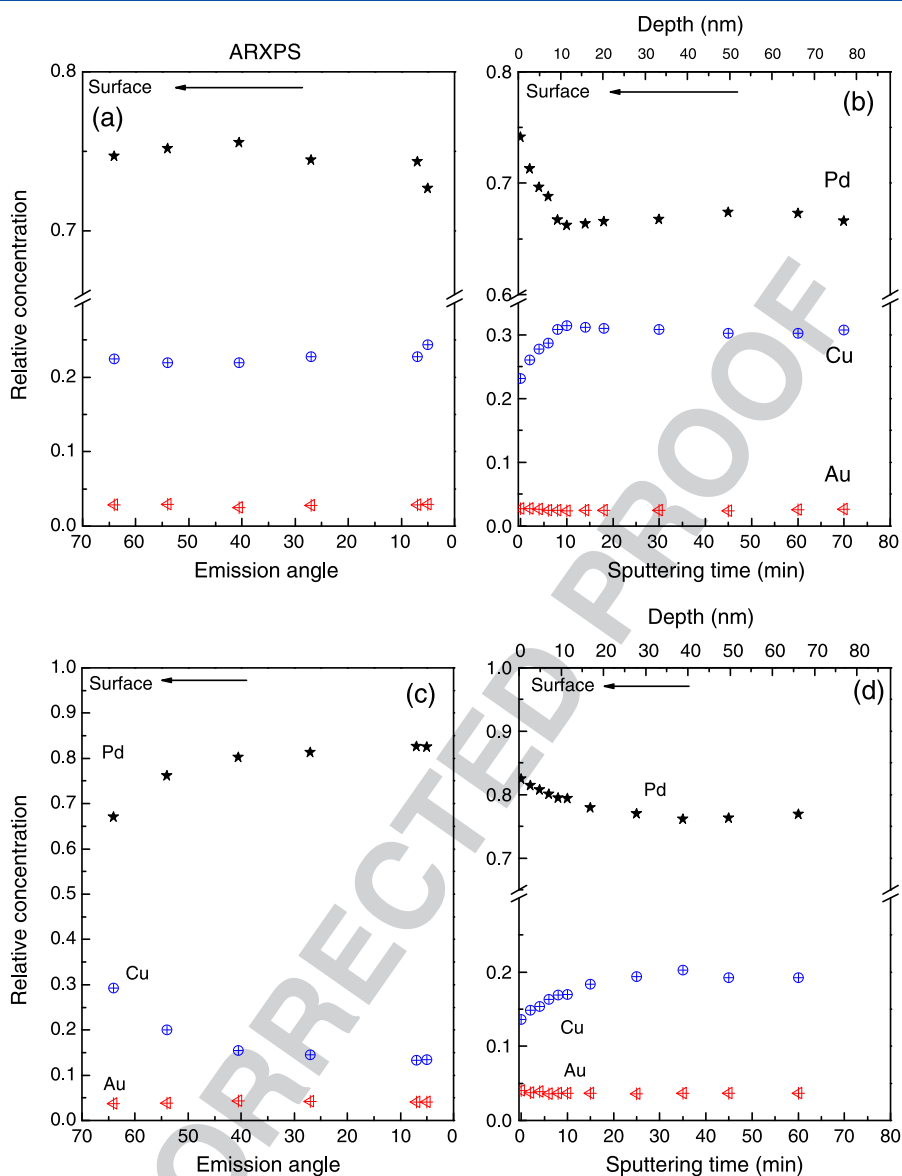 ARXPS
Depth (nm)
0 10 20 30 40 50 60 70 80
0.8
0.7
0.2
0.1
0.0
Surface
(a)
70 60 50 40 30 20 10 0
Emission angle
Relative concentration
0.8
0.7
0.6
0.3
0.2
0.1
0.0
Surface
(b)
Pd
Cu
Au
0 10 20 30 40 50 60 70 80
Sputtering time (min)
1.0
0.9
0.8
0.7
0.6
0.5
0.4
0.3
0.2
0.1
0.0
Surface
(c)
Pd
Cu
Au
70 60 50 40 30 20 10 0
Emission angle
Relative concentration
Depth (nm)
0 10 20 30 40 50 60 70 80
1.0
0.9
0.8
0.7
0.2
0.1
0.0
Surface
(d)
Pd
Cu
Au
0 10 20 30 40 50 60 70 80
Sputtering time (min)
ORRECTED PROOF